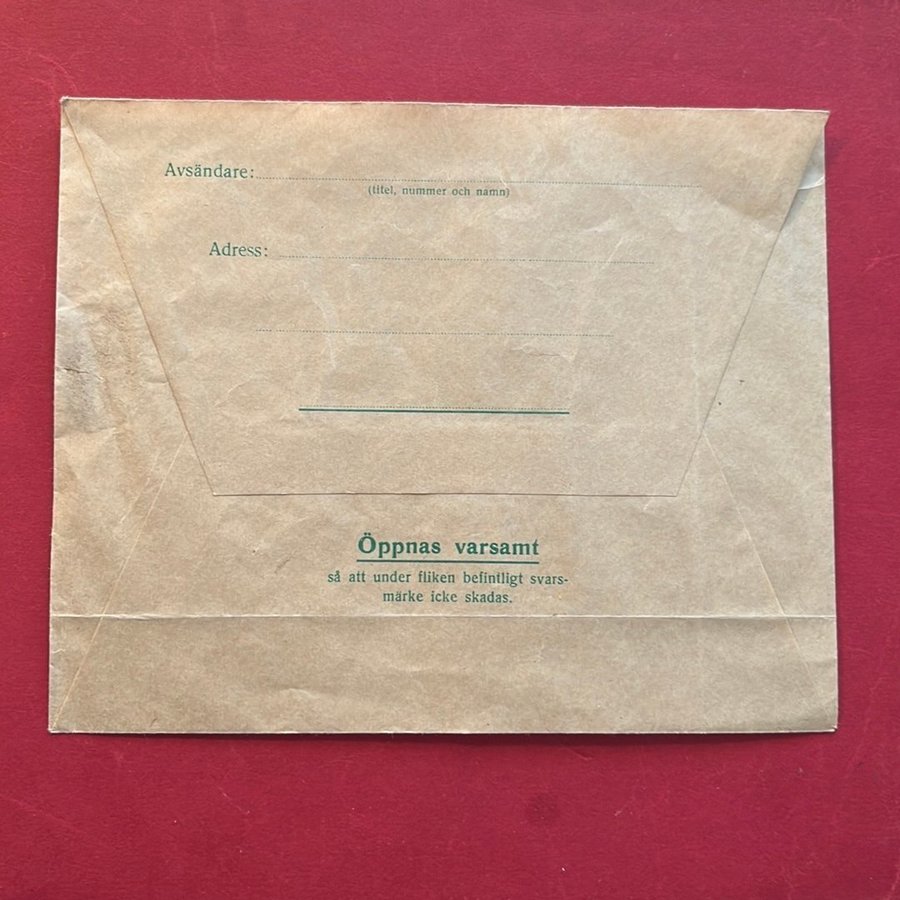 Avsändare:
(titel, nummer och namn)
Adress:
Öppnas varsamt
så att under fliken befintligt svars-
märke icke skadas.